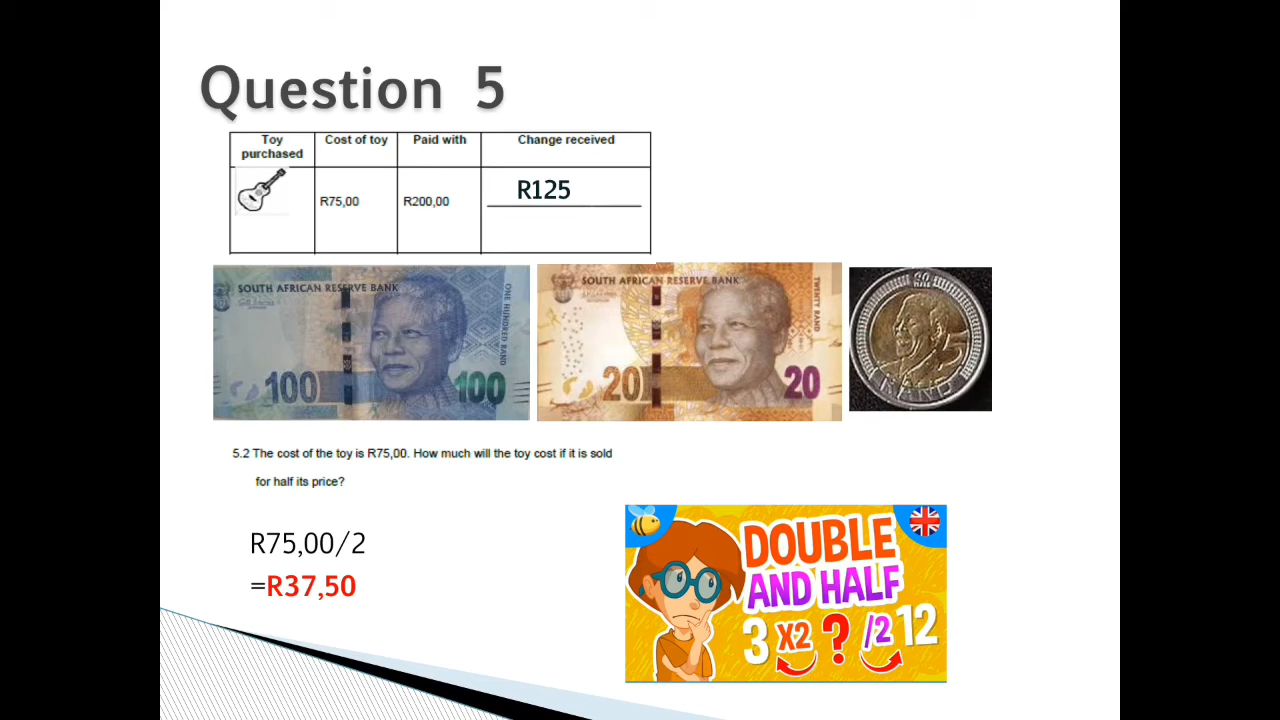 Question 5
Toy purchased
Cost of toy
Paid with
Change received
R75,00
R200,00
R125
SOUTH AFRICAN RESERVE BANK
ONE HUNDRED RAND
100
100
SOUTH AFRICAN RESERVE BANK
TWENTY RAND
20
20
5
RAND
5.2 The cost of the toy is R75,00. How much will the toy cost if it is sold
for half its price?
R75,00/2
=R37,50
DOUBLE
AND HALF
3 X2 ? /2 12